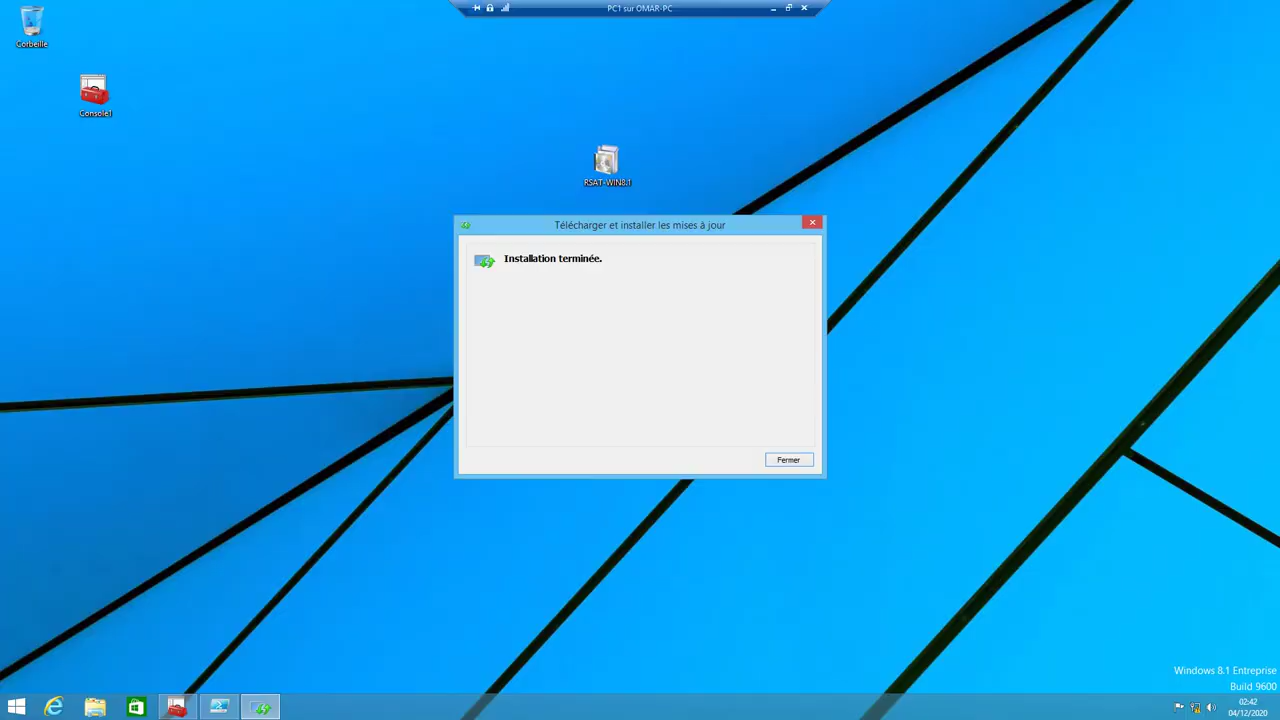 PC1 sur OMAR-PC
Corbeille
Console1
RSAT-WIN8.1
Télécharger et installer les mises à jour
Installation terminée.
Fermer
Windows 8.1 Entreprise
Build 9600
02:42
04/12/2020